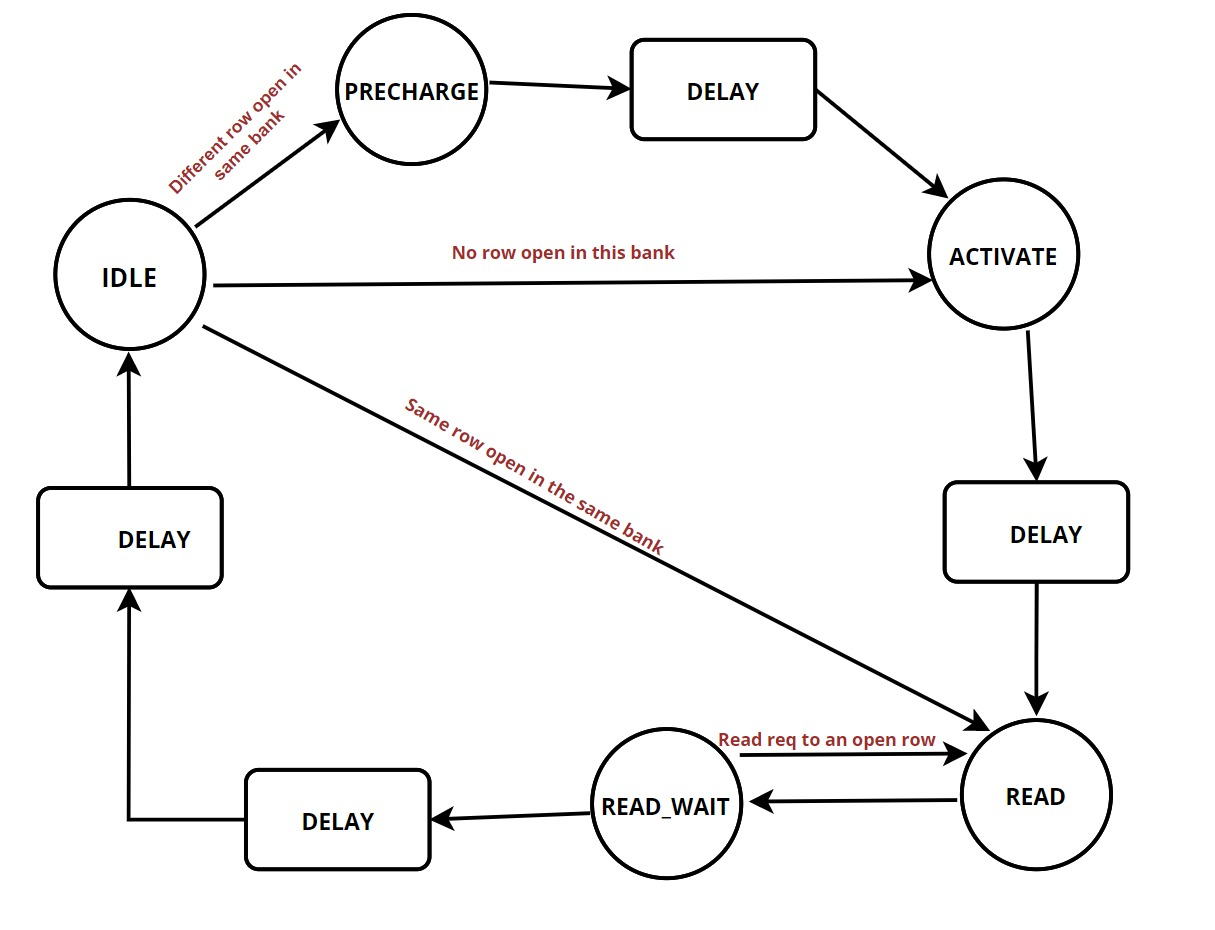 PRECHARGE
DELAY
Different row open in
same bank
IDLE
No row open in this bank
ACTIVATE
Same row open in the same bank
DELAY
DELAY
Read req to an open row
READ_WAIT
READ
DELAY